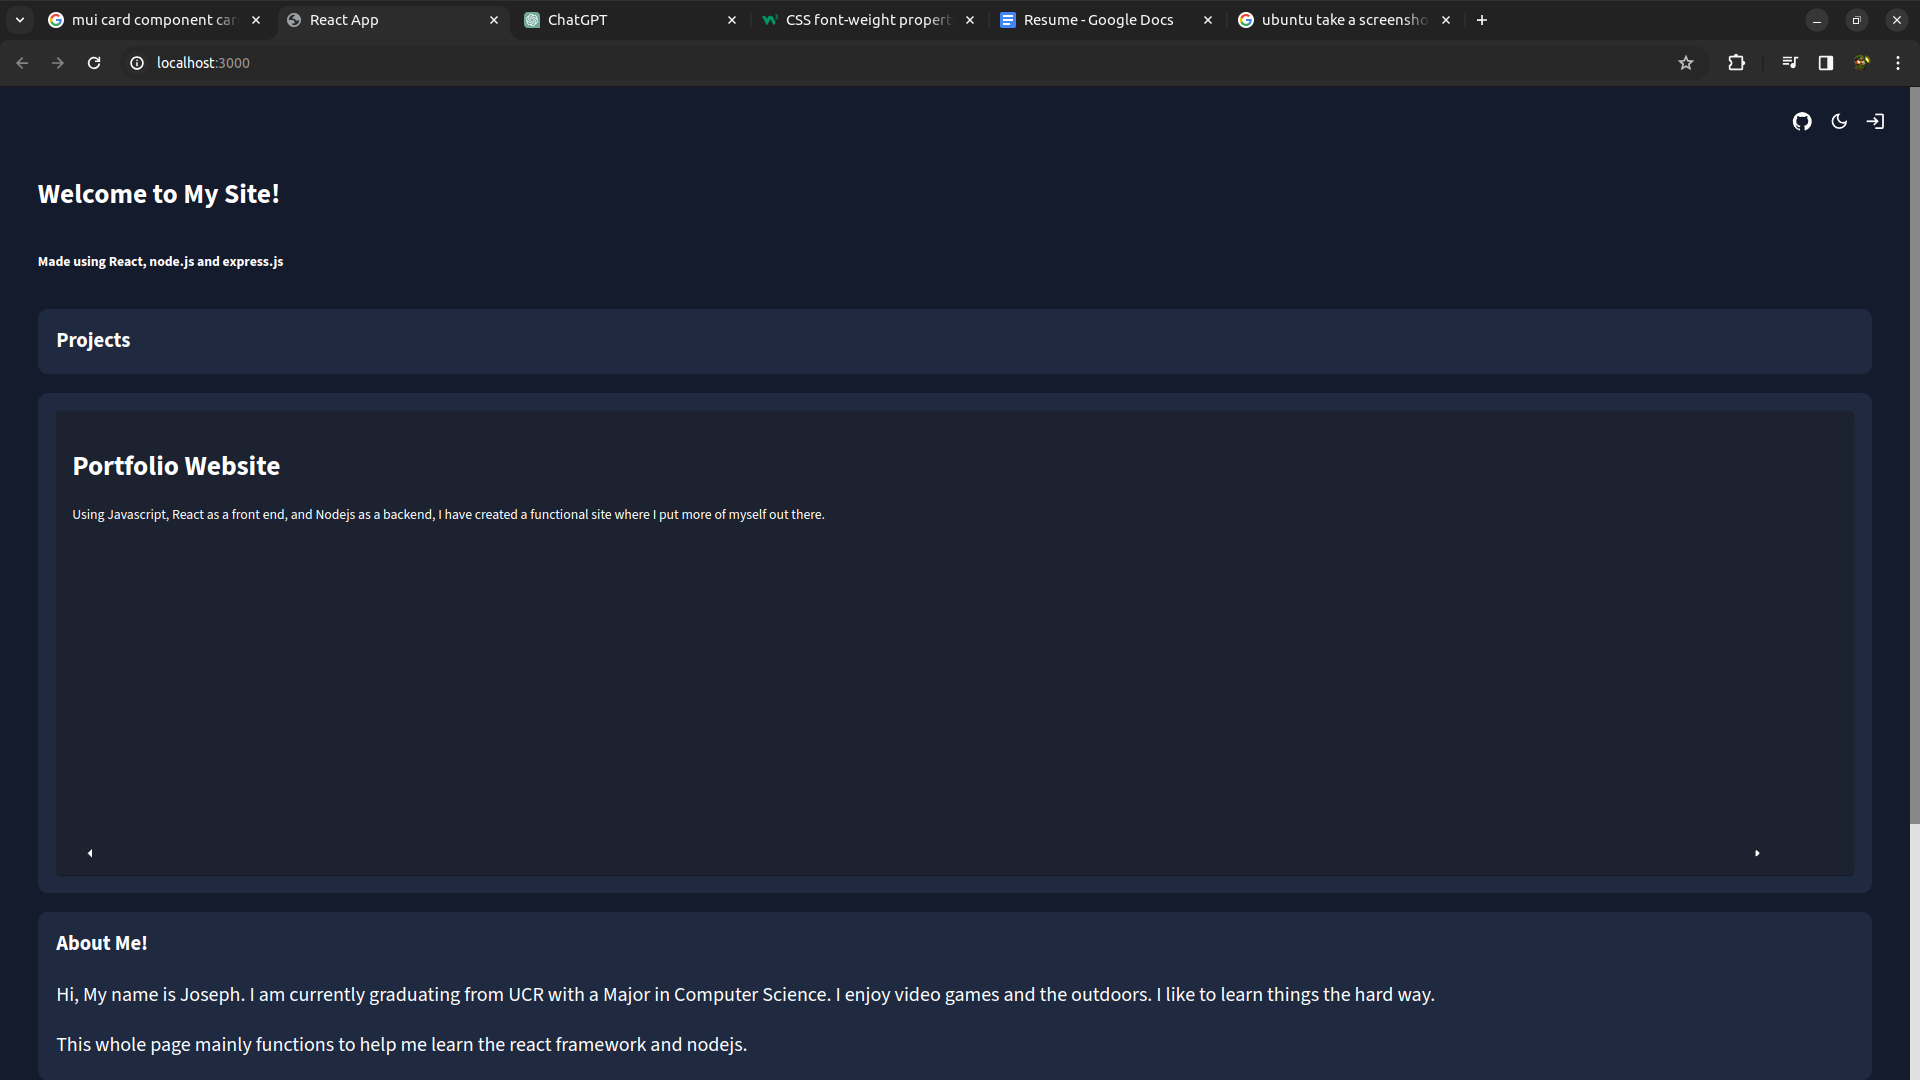 mui card component car
React App
ChatGPT
CSS font-weight propert
Resume - Google Docs
ubuntu take a screensho
localhost:3000
Welcome to My Site!
Made using React, node.js and express.js
Projects
Portfolio Website
Using Javascript, React as a front end, and Nodejs as a backend, I have created a functional site where I put more of myself out there.
About Me!
Hi, My name is Joseph. I am currently graduating from UCR with a Major in Computer Science. I enjoy video games and the outdoors. I like to learn things the hard way.
This whole page mainly functions to help me learn the react framework and nodejs.